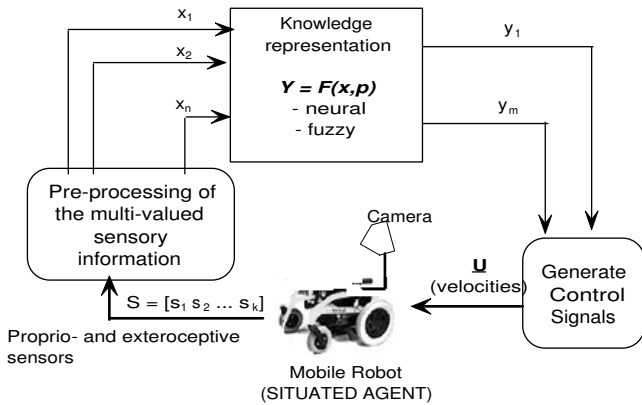 x1
x2
xn
Knowledge
representation
Y = F(x,p)
- neural
- fuzzy
y1
ym
Pre-processing of
the multi-valued
sensory
information
Camera
U
(velocities)
Generate
Control
Signals
S = [s1 s2 ... sk]
Proprio- and exteroceptive
sensors
Mobile Robot
(SITUATED AGENT)